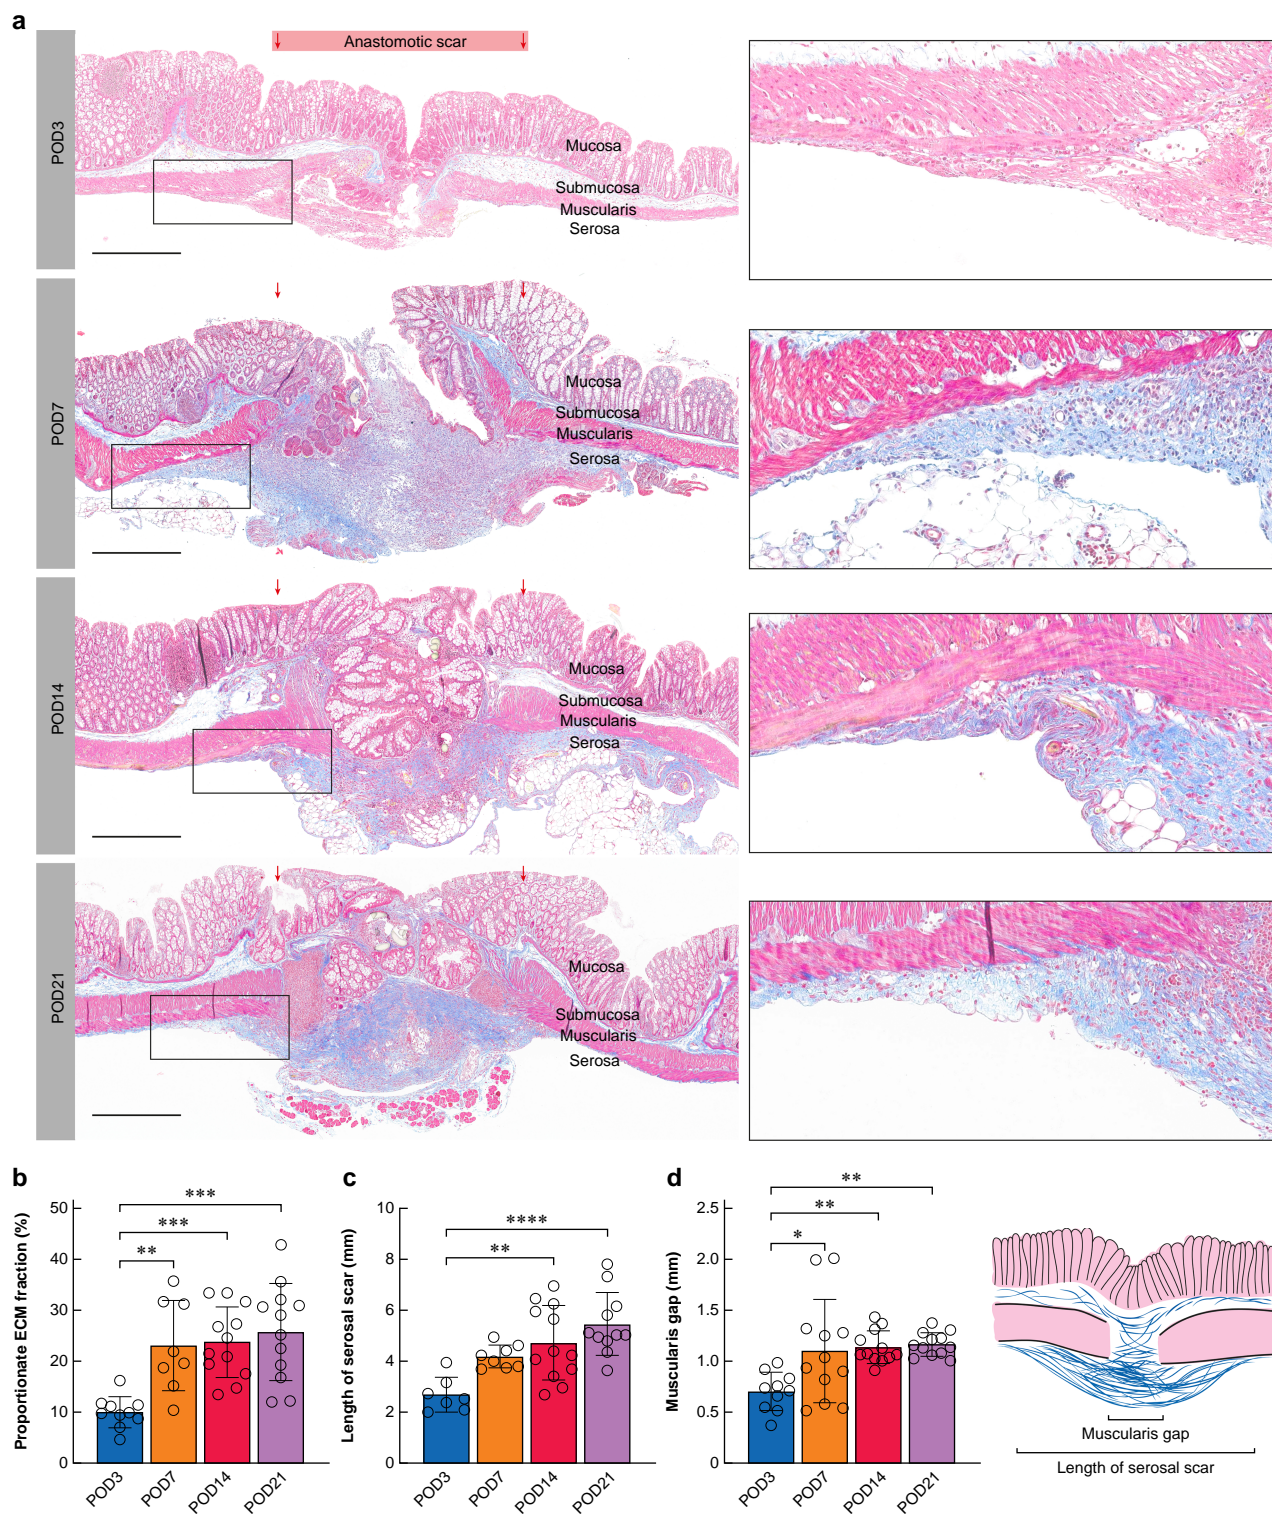 a
Anastomotic scar
POD3
Mucosa
Submucosa
Muscularis
Serosa
POD7
Mucosa
Submucosa
Muscularis
Serosa
POD14
Mucosa
Submucosa
Muscularis
Serosa
POD21
Mucosa
Submucosa
Muscularis
Serosa
b
Proportionate ECM fraction (%)
50
40
30
20
10
0
***
***
**
POD3
POD7
POD14
POD21
c
Length of serosal scar (mm)
10
8
6
4
2
0
****
**
POD3
POD7
POD14
POD21
d
Muscularis gap (mm)
2.5
2.0
1.5
1.0
0.5
0
**
**
*
POD3
POD7
POD14
POD21
Muscularis gap
Length of serosal scar